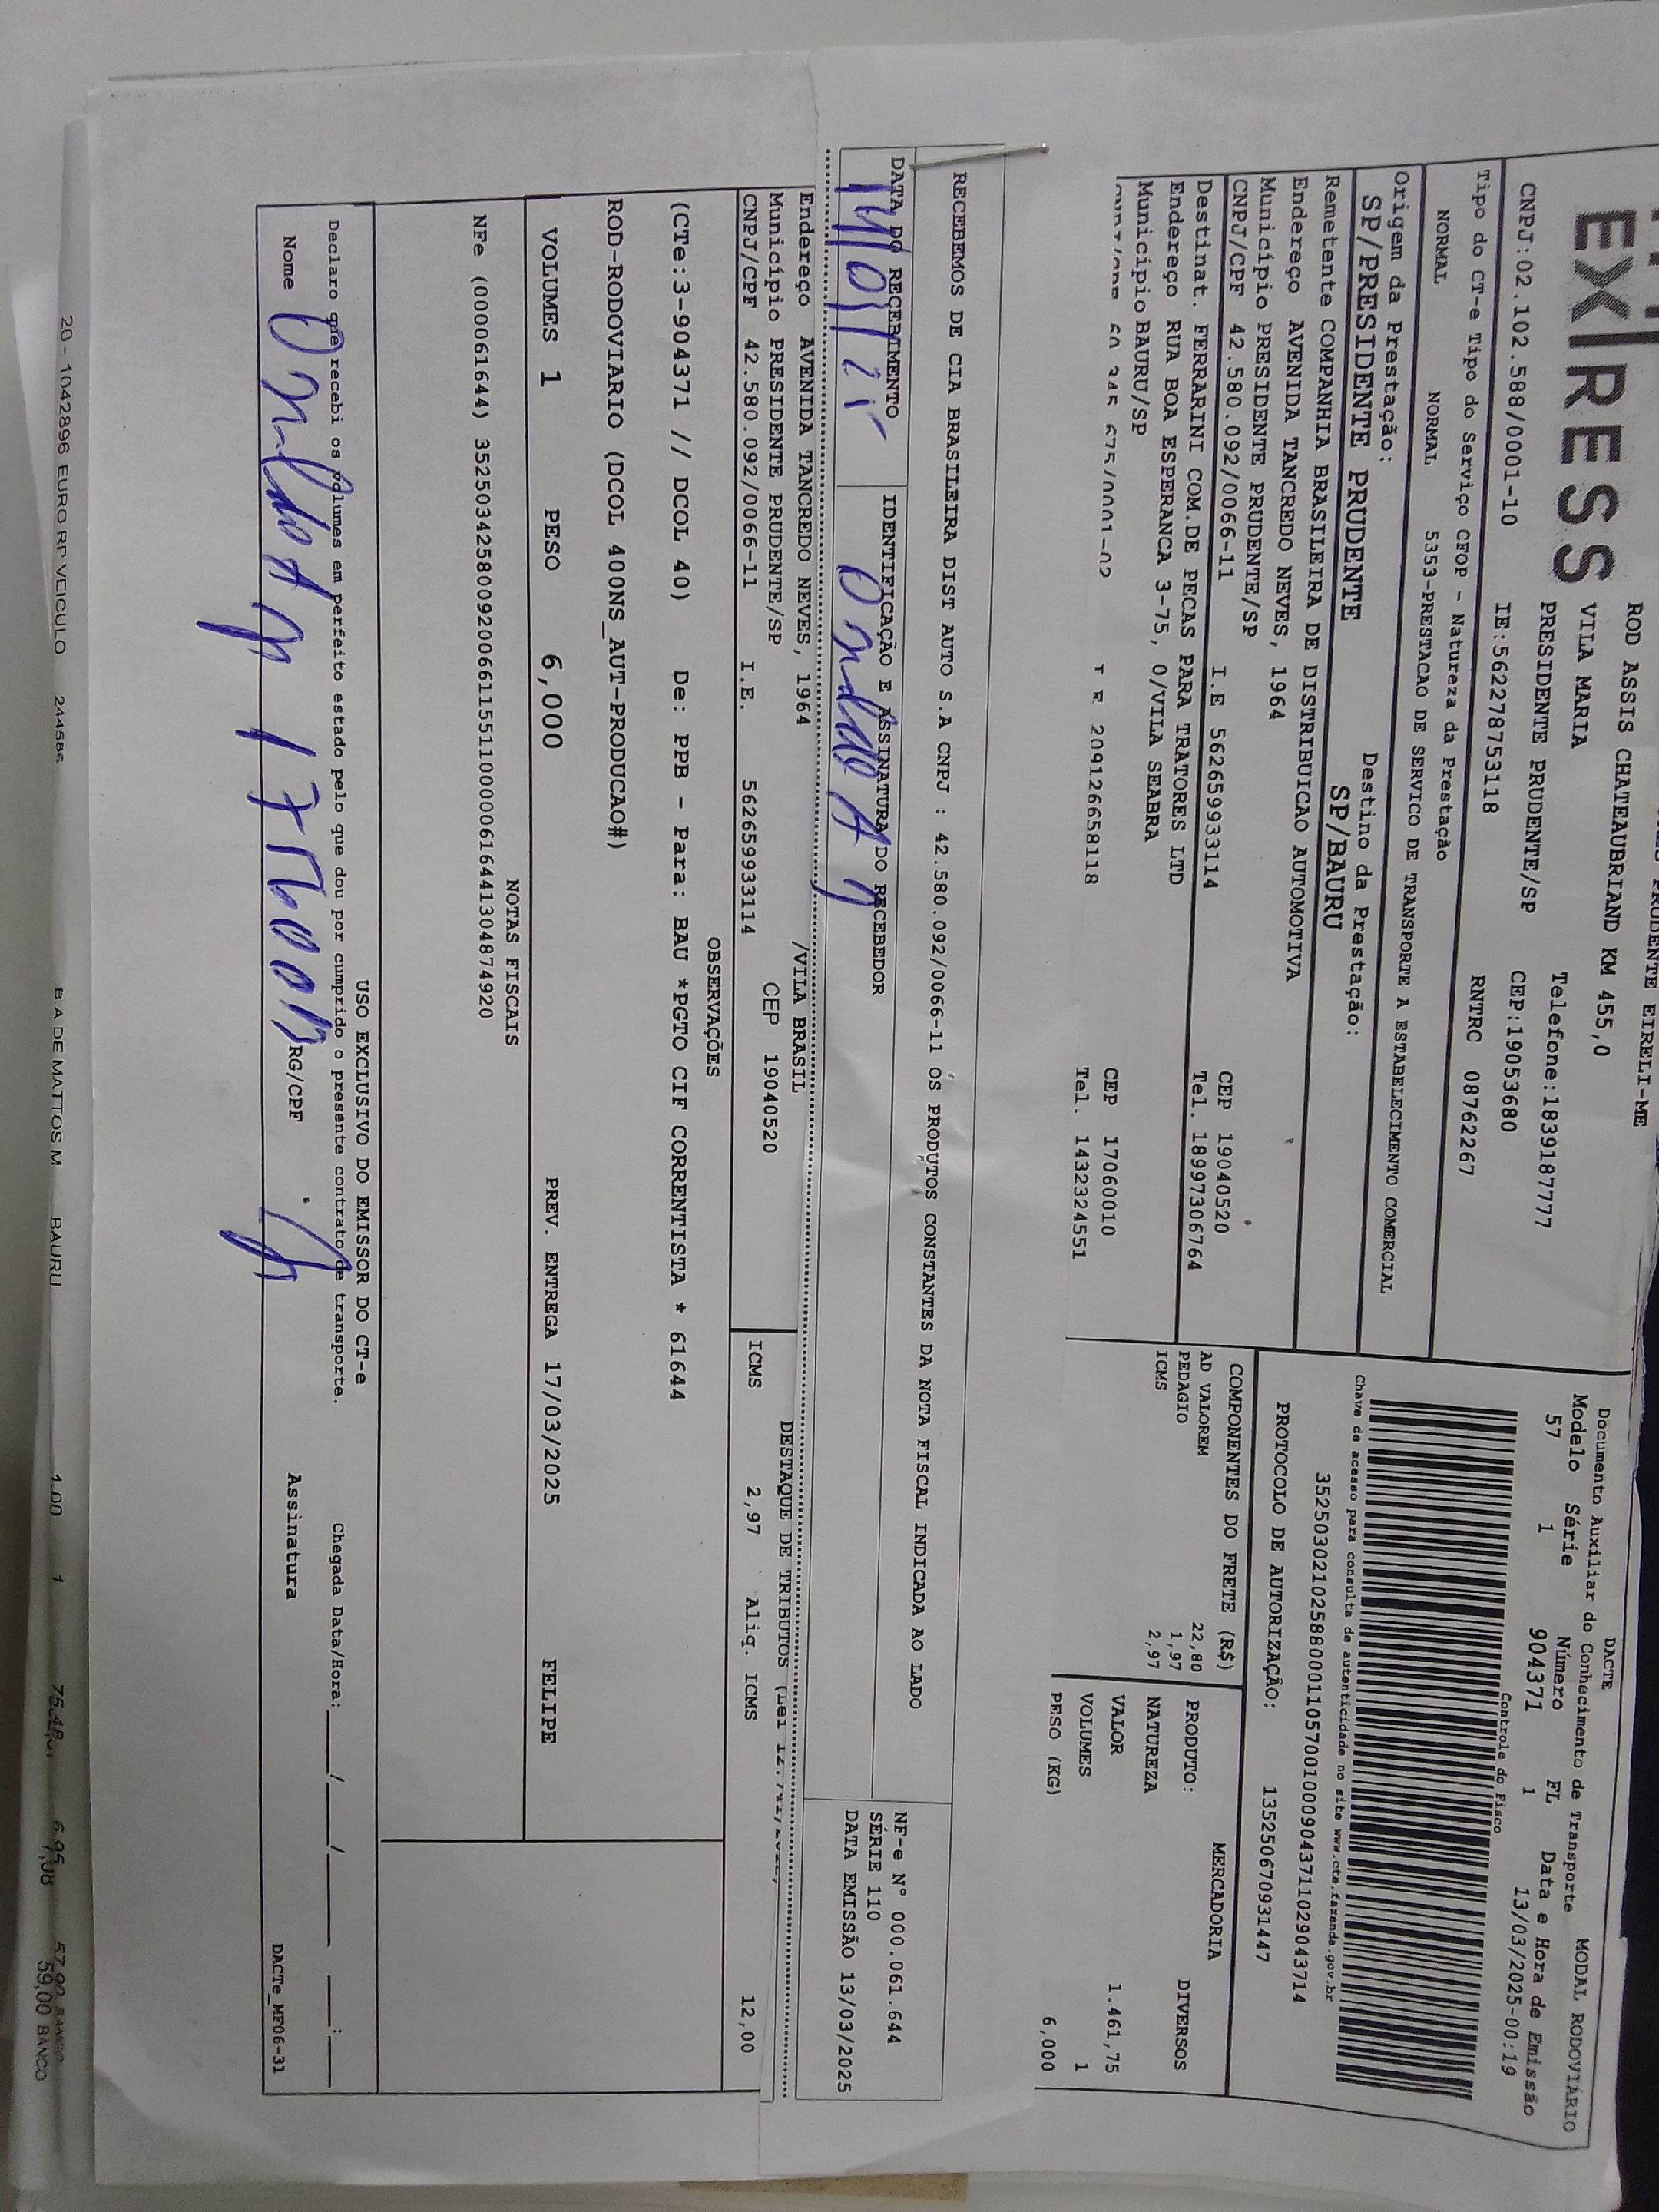 EXPRESS
PRUDENTE EIRELI-ME
ROD ASSIS CHATEAUBRIAND KM 455,0
VILA MARIA Telefone:1839187777
PRESIDENTE PRUDENTE/SP CEP:19053680
CNPJ:02.102.588/0001-10 IE:562278753118 RNTRC 08762267
DACTE MODAL RODOVIÁRIO
Documento Auxiliar do Conhecimento de Transporte
Modelo Série Número FL Data e Hora de Emissão
57 1 904371 1 13/03/2025-00:19
Controle do Fisco
Chave de acesso para consulta de autenticidade no site www.cte.fazenda.gov.br
35250302102588000110570010009043711029043714
PROTOCOLO DE AUTORIZAÇÃO: 135250670931447
Tipo do CT-e Tipo do Serviço CFOP - Natureza da Prestação
NORMAL NORMAL 5353-PRESTACAO DE SERVICO DE TRANSPORTE A ESTABELECIMENTO COMERCIAL
Origem da Prestação: Destino da Prestação:
SP/PRESIDENTE PRUDENTE SP/BAURU
Remetente COMPANHIA BRASILEIRA DE DISTRIBUICAO AUTOMOTIVA
Endereço AVENIDA TANCREDO NEVES, 1964
Município PRESIDENTE PRUDENTE/SP CEP 19040520
CNPJ/CPF 42.580.092/0066-11 I.E 562659933114 Tel. 18997306764
Destinat. FERRARINI COM.DE PECAS PARA TRATORES LTD
Endereço RUA BOA ESPERANCA 3-75, 0/VILA SEABRA
Município BAURU/SP CEP 17060010
209126658118 Tel. 1432324551
COMPONENTES DO FRETE (R$)
AD VALOREM 22,80
PEDAGIO 1,97
ICMS 2,97
MERCADORIA
PRODUTO: DIVERSOS
NATUREZA
VALOR 1.461,75
VOLUMES 1
PESO (KG) 6,000
RECEBEMOS DE CIA BRASILEIRA DIST AUTO S.A CNPJ : 42.580.092/0066-11 OS PRODUTOS CONSTANTES DA NOTA FISCAL INDICADA AO LADO
DATA DO RECEBIMENTO IDENTIFICAÇÃO E ASSINATURA DO RECEBEDOR
NF-e N° 000.061.644
SÉRIE 110
DATA EMISSÃO 13/03/2025
Endereço AVENIDA TANCREDO NEVES, 1964 /VILA BRASIL
Município PRESIDENTE PRUDENTE/SP CEP 19040520
CNPJ/CPF 42.580.092/0066-11 I.E. 562659933114
DESTAQUE DE TRIBUTOS (Lei
ICMS 2,97 Aliq. ICMS 12,00
OBSERVAÇÕES
(CTe:3-904371 // DCOL 40) De: PPB - Para: BAU *PGTO CIF CORRENTISTA * 61644
ROD-RODOVIARIO (DCOL 400NS_AUT-PRODUCAO#)
VOLUMES 1 PESO 6,000 PREV. ENTREGA 17/03/2025 FELIPE
NOTAS FISCAIS
NFe (000061644) 35250342580092006611551100000616441304874920
USO EXCLUSIVO DO EMISSOR DO CT-e
Declaro que recebi os volumes em perfeito estado pelo que dou por cumprido o presente contrato de transporte. Chegada Data/Hora: ___/___/_____ ___:___
Nome RG/CPF Assinatura
DACTe_MF06-31
20 - 1042896 EURO RP VEICULO 244586 B.A DE MATTOS M BAURU 1,00 1 75,48 6,95
59,00 BANCO